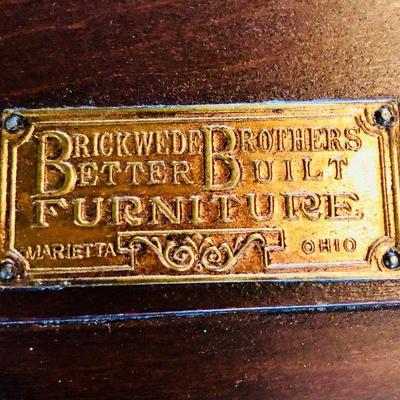 BRICKWEDE BROTHERS
BETTER BUILT
FURNITURE
MARIETTA OHIO